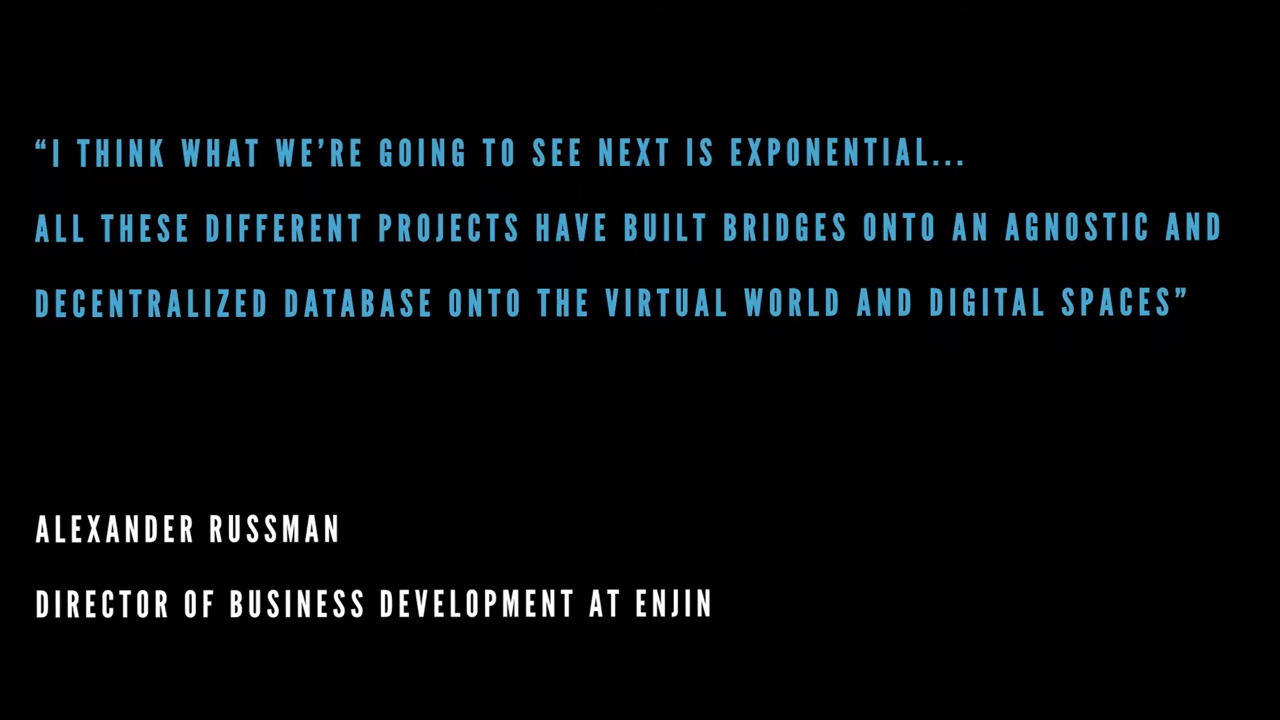 “I THINK WHAT WE’RE GOING TO SEE NEXT IS EXPONENTIAL...
ALL THESE DIFFERENT PROJECTS HAVE BUILT BRIDGES ONTO AN AGNOSTIC AND
DECENTRALIZED DATABASE ONTO THE VIRTUAL WORLD AND DIGITAL SPACES”
ALEXANDER RUSSMAN
DIRECTOR OF BUSINESS DEVELOPMENT AT ENJIN